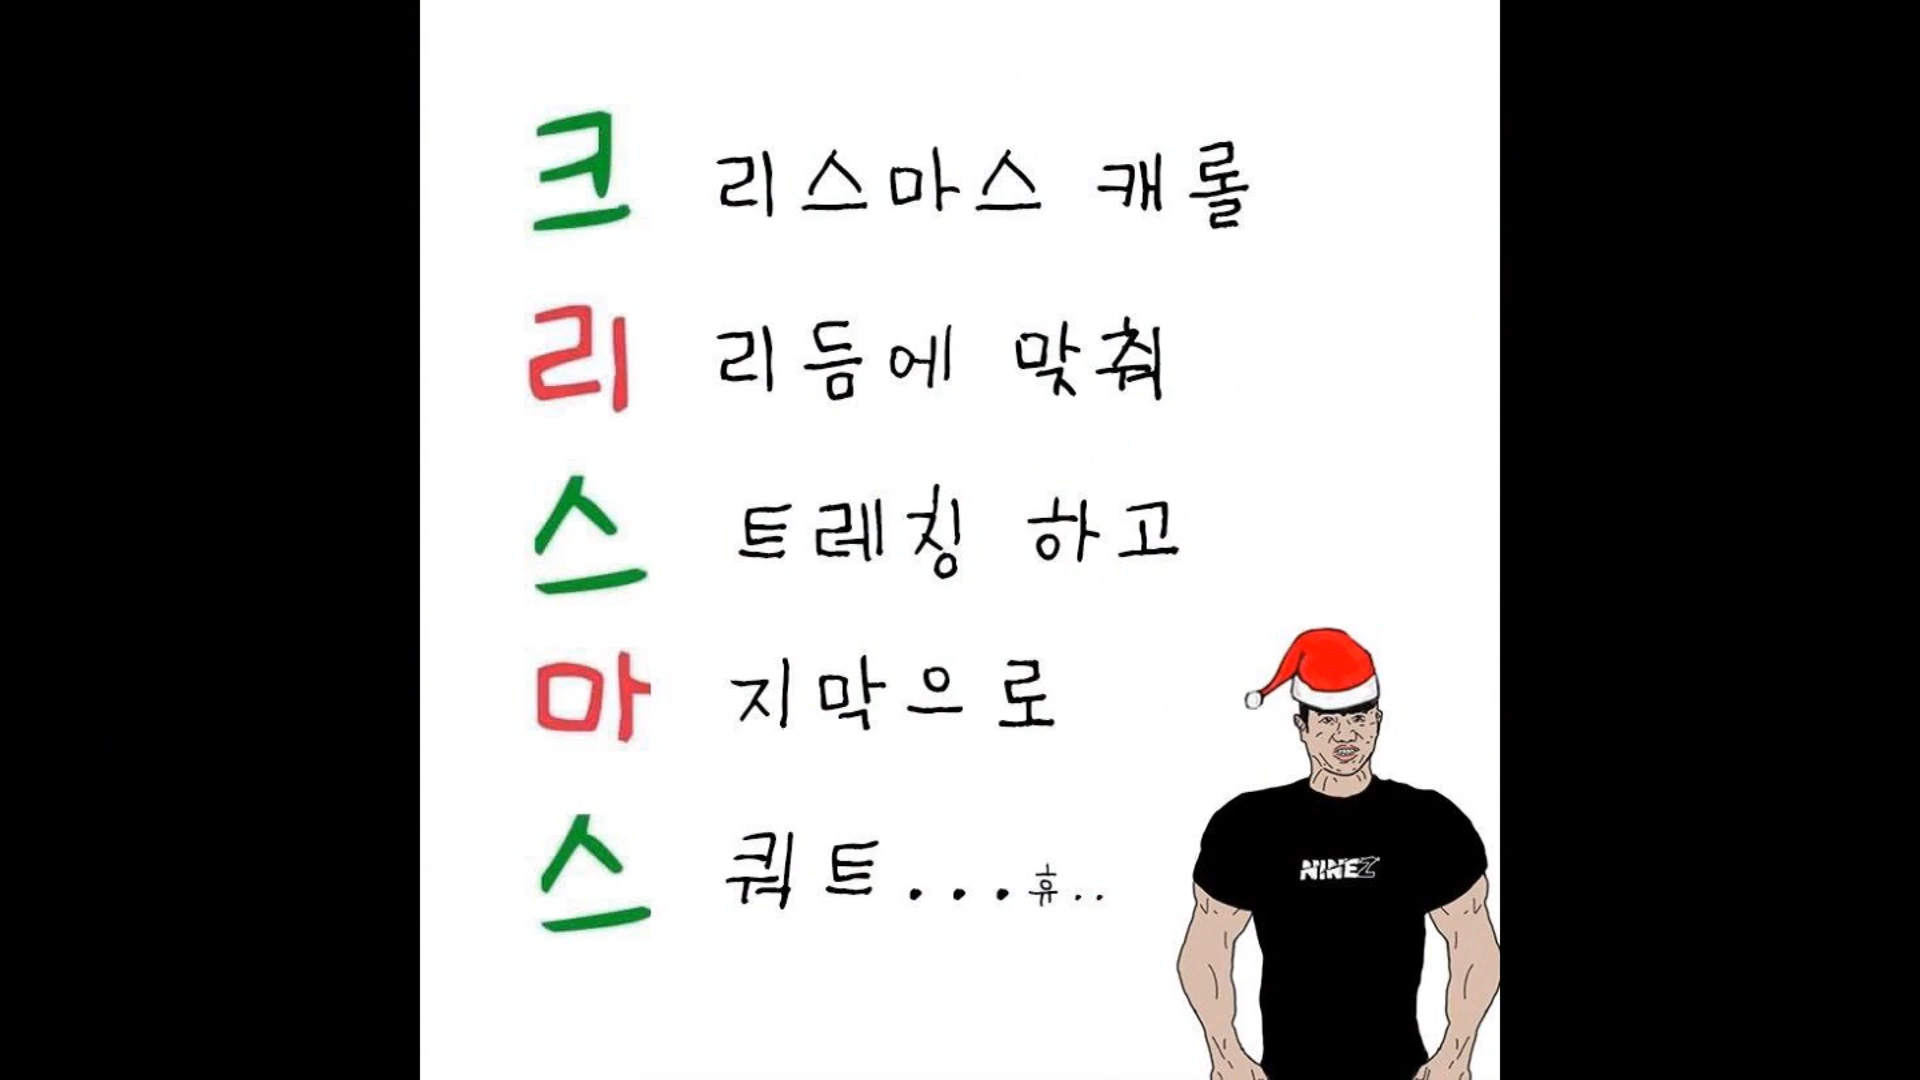 크 리스마스 캐롤
리 리듬에 맞춰
스 트레칭 하고
마 지막으로
스 쿼트...휴..
NINEZ